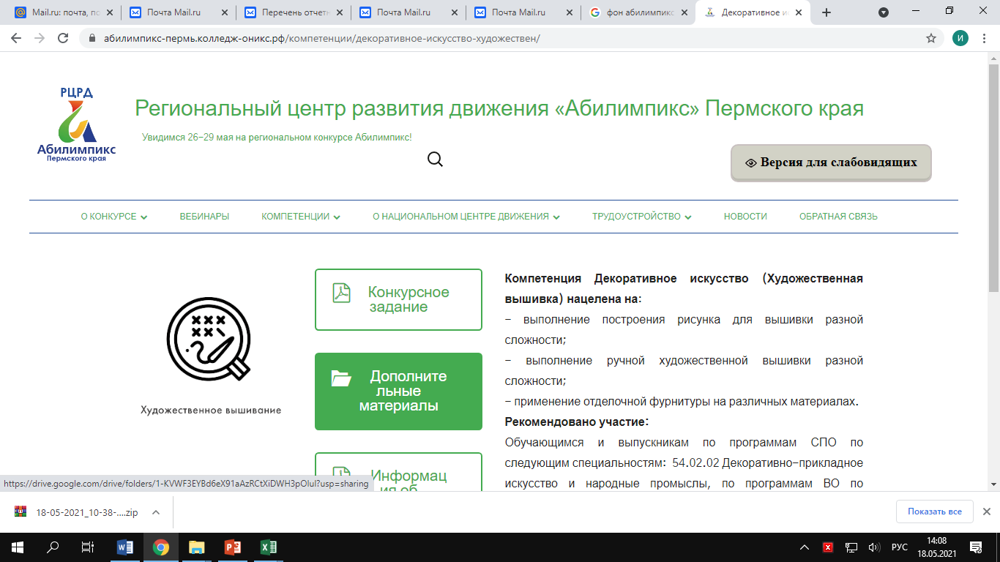 Mail.ru: почта, по
Почта Mail.ru
Перечень отчетн
Почта Mail.ru
Почта Mail.ru
фон абилимпикс
Декоративное ис
абилимпикс-пермь.колледж-оникс.рф/компетенции/декоративное-искусство-художествен/
И
РЦРД
Абилимпикс
Пермского края
Региональный центр развития движения «Абилимпикс» Пермского края
Увидимся 26-29 мая на региональном конкурсе Абилимпикс!
Версия для слабовидящих
О КОНКУРСЕ
ВЕБИНАРЫ
КОМПЕТЕНЦИИ
О НАЦИОНАЛЬНОМ ЦЕНТРЕ ДВИЖЕНИЯ
ТРУДОУСТРОЙСТВО
НОВОСТИ
ОБРАТНАЯ СВЯЗЬ
Художественное вышивание
Конкурсное
задание
Дополните
льные
материалы
Информац
ия об
Компетенция Декоративное искусство (Художественная
вышивка) нацелена на:
- выполнение построения рисунка для вышивки разной
сложности;
- выполнение ручной художественной вышивки разной
сложности;
- применение отделочной фурнитуры на различных материалах.
Рекомендовано участие:
Обучающимся и выпускникам по программам СПО по
следующим специальностям: 54.02.02 Декоративно-прикладное
искусство и народные промыслы, по программам ВО по
https://drive.google.com/drive/folders/1-KVWF3EYBd6eX91aAzRCtXiDWH3pOluI?usp=sharing
18-05-2021_10-38-....zip
Показать все
РУС
14:08
18.05.2021